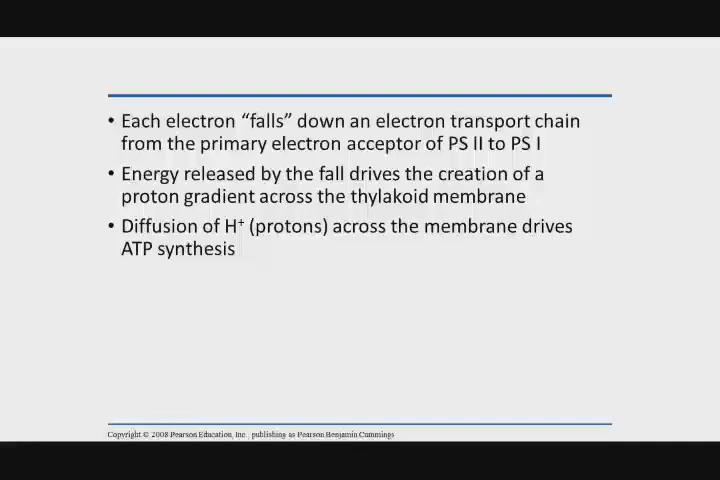 • Each electron “falls” down an electron transport chain
from the primary electron acceptor of PS II to PS I
• Energy released by the fall drives the creation of a
proton gradient across the thylakoid membrane
• Diffusion of H⁺ (protons) across the membrane drives
ATP synthesis
Copyright © 2008 Pearson Education, Inc., publishing as Pearson Benjamin Cummings